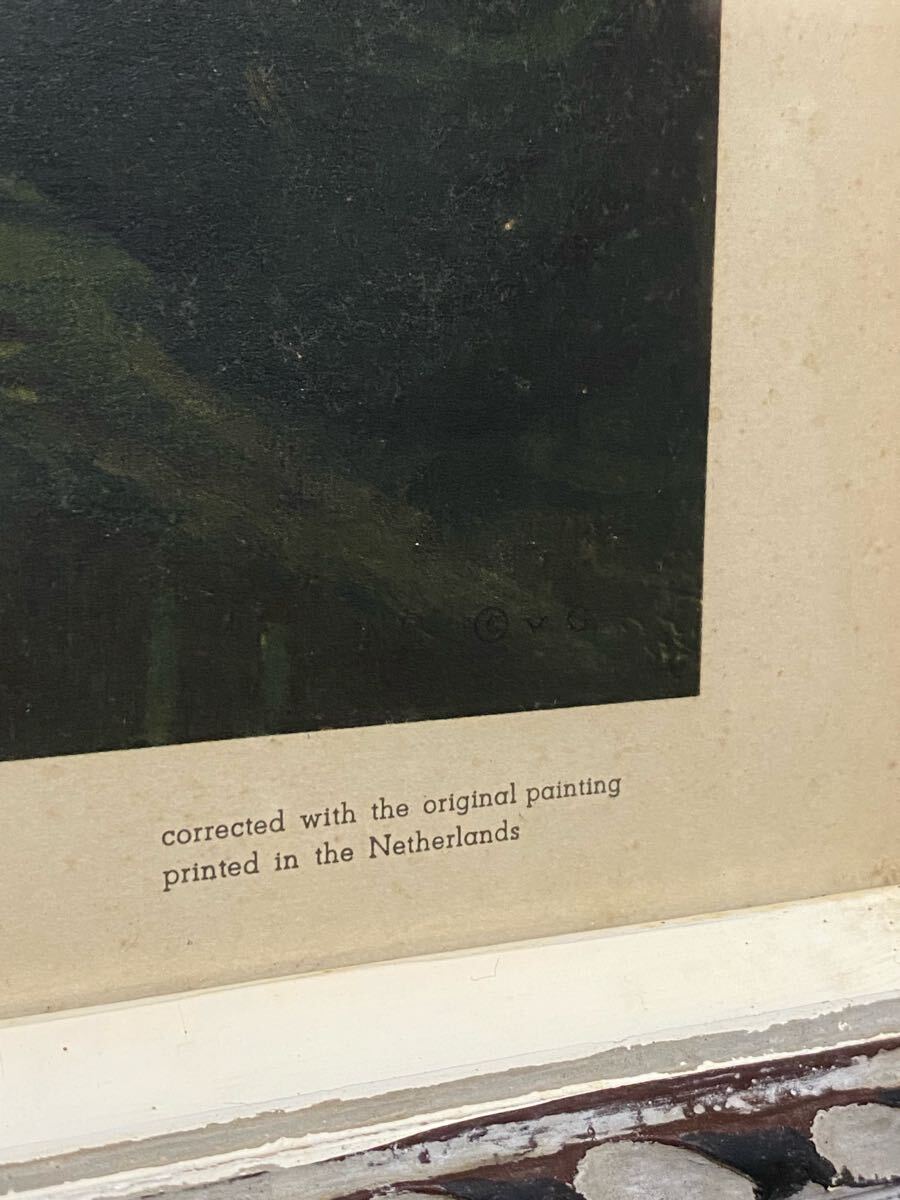 © v G
corrected with the original painting
printed in the Netherlands